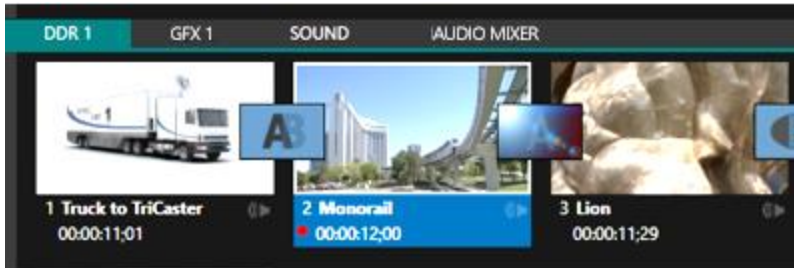 DDR 1 GFX 1 SOUND AUDIO MIXER
AB
A
1 Truck to TriCaster
00:00:11;01
2 Monorail
00:00:12;00
3 Lion
00:00:11;29